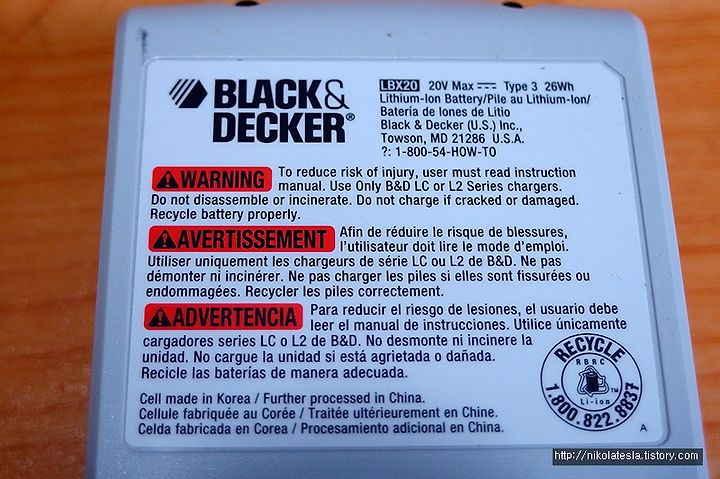 BLACK&
DECKER®
LBX20 20V Max Type 3 26Wh
Lithium-Ion Battery/Pile au Lithium-Ion/
Batería de Iones de Litio
Black & Decker (U.S.) Inc.,
Towson, MD 21286 U.S.A.
?: 1-800-54-HOW-TO
WARNING To reduce risk of injury, user must read instruction
manual. Use Only B&D LC or L2 Series chargers.
Do not disassemble or incinerate. Do not charge if cracked or damaged.
Recycle battery properly.
AVERTISSEMENT Afin de réduire le risque de blessures,
l'utilisateur doit lire le mode d'emploi.
Utiliser uniquement les chargeurs de série LC ou L2 de B&D. Ne pas
démonter ni incinérer. Ne pas charger les piles si elles sont fissurées ou
endommagées. Recycler les piles correctement.
ADVERTENCIA Para reducir el riesgo de lesiones, el usuario debe
leer el manual de instrucciones. Utilice únicamente
cargadores series LC o L2 de B&D. No desmonte ni incinere la
unidad. No cargue la unidad si está agrietada o dañada.
Recicle las baterías de manera adecuada.
Cell made in Korea / Further processed in China.
Cellule fabriquée au Corée / Traitée ultérieurement en Chine.
Celda fabricada en Corea / Procesamiento adicional en China.
RECYCLE
RBRC
TM
Li-ion
1.800.822.8837
A
http://nikolatesla.tistory.com